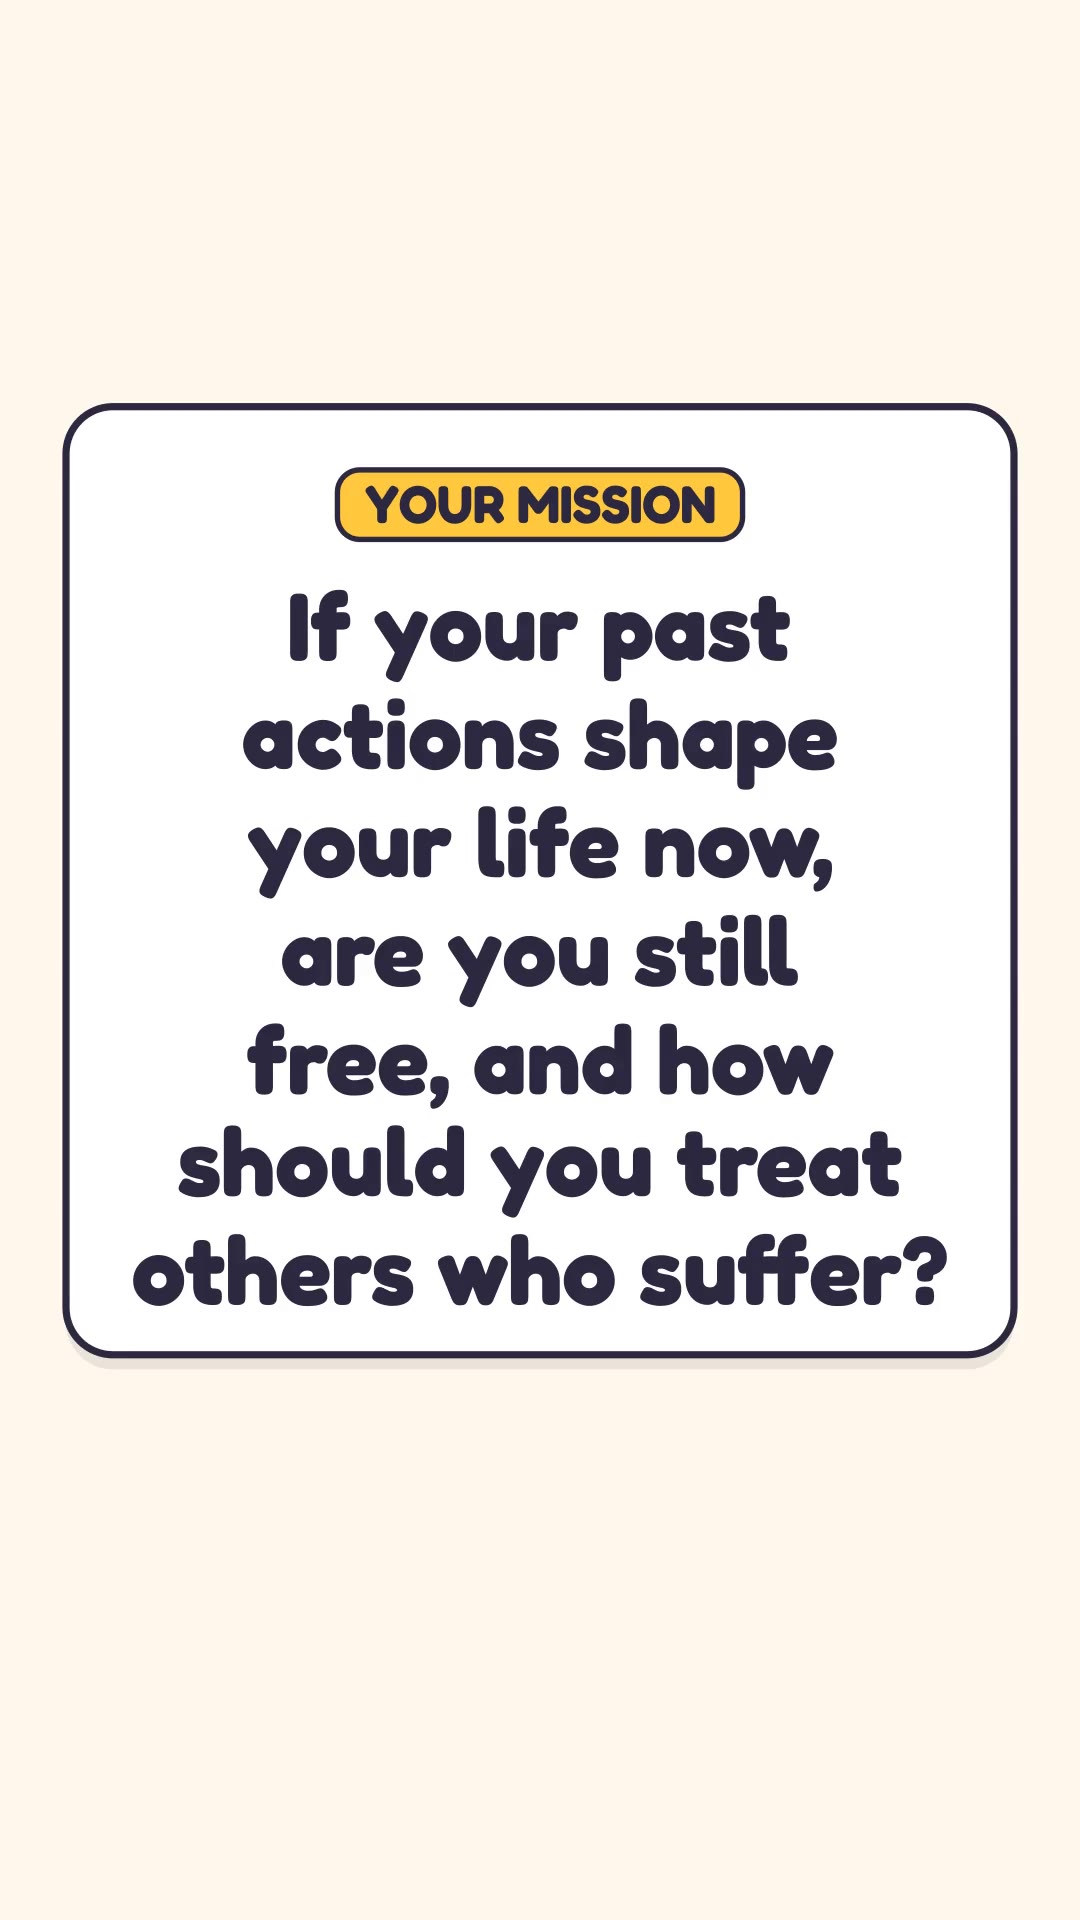 YOUR MISSION
If your past
actions shape
your life now,
are you still
free, and how
should you treat
others who suffer?